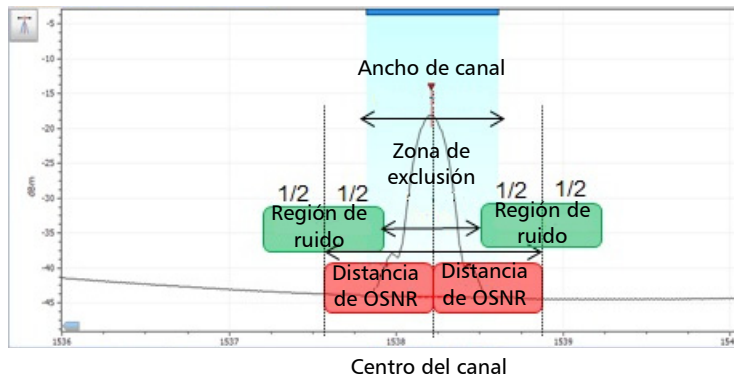 -5
-10
-15
-20
-25
-30
-35
-40
-45
dBm
Ancho de canal
Zona de
exclusión
1/2 1/2
1/2 1/2
Región de
ruido
Región de
ruido
Distancia
de OSNR
Distancia
de OSNR
1536 1537 1538 1539
Centro del canal